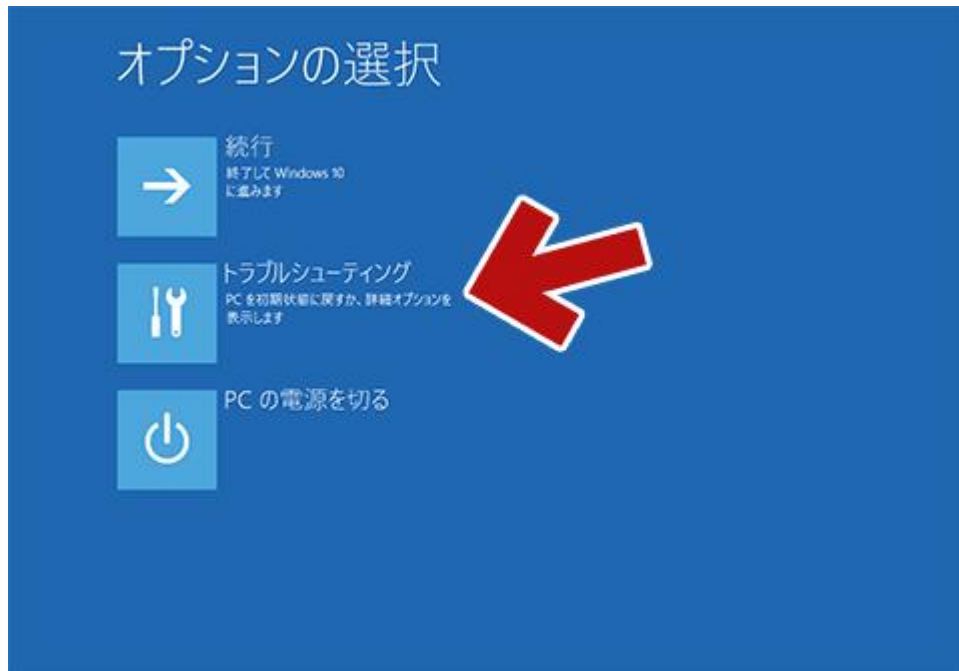 オプションの選択
続行
終了して Windows 10
に進みます
トラブルシューティング
PC を初期状態に戻すか、詳細オプションを
表示します
PC の電源を切る